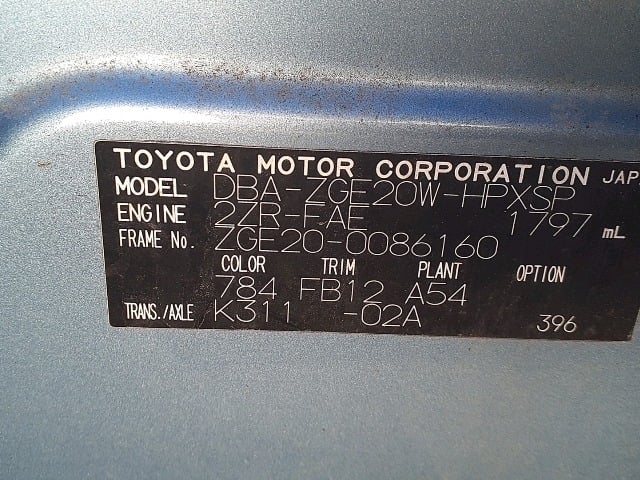 TOYOTA MOTOR CORPORATION JAP
MODEL DBA-ZGE20W-HPXSP
ENGINE 2ZR-FAE 1797 mL
FRAME No. ZGE20-0086160
COLOR TRIM PLANT OPTION
784 FB12 A54
TRANS./AXLE K311 -02A 396